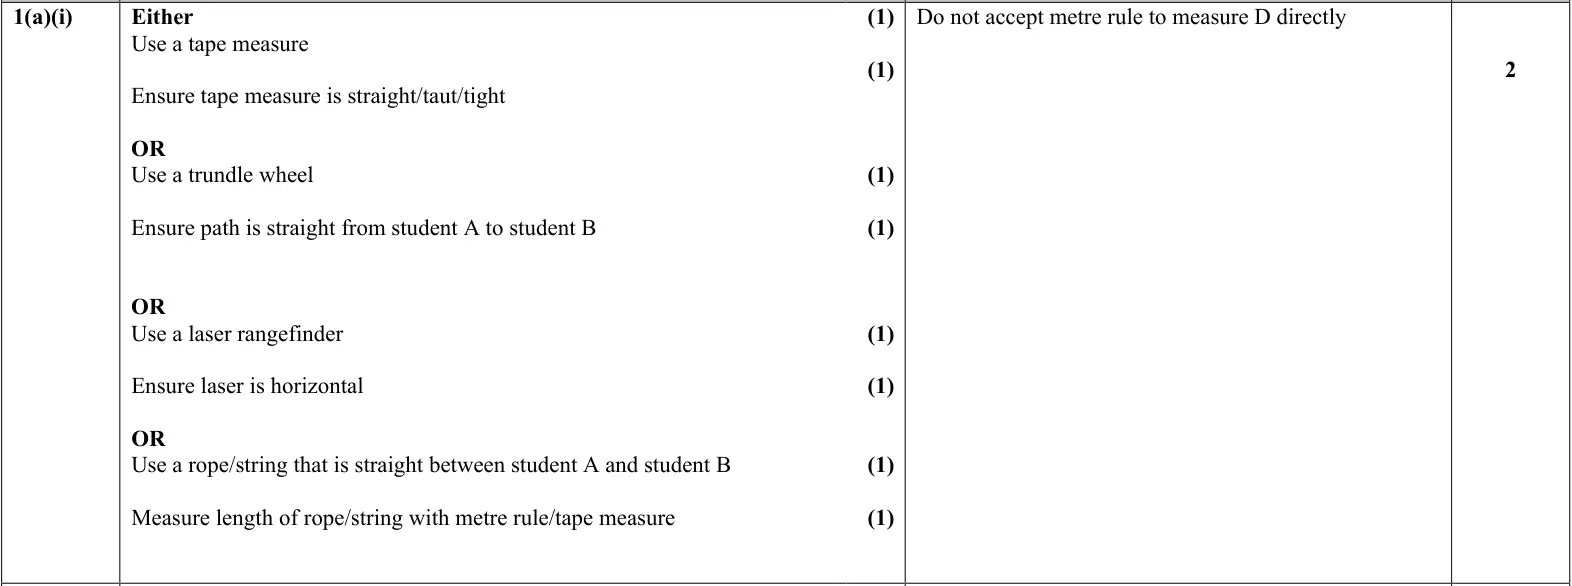 1(a)(i) Either (1) Do not accept metre rule to measure D directly
Use a tape measure
(1) 2
Ensure tape measure is straight/taut/tight
OR
Use a trundle wheel (1)
Ensure path is straight from student A to student B (1)
OR
Use a laser rangefinder (1)
Ensure laser is horizontal (1)
OR
Use a rope/string that is straight between student A and student B (1)
Measure length of rope/string with metre rule/tape measure (1)